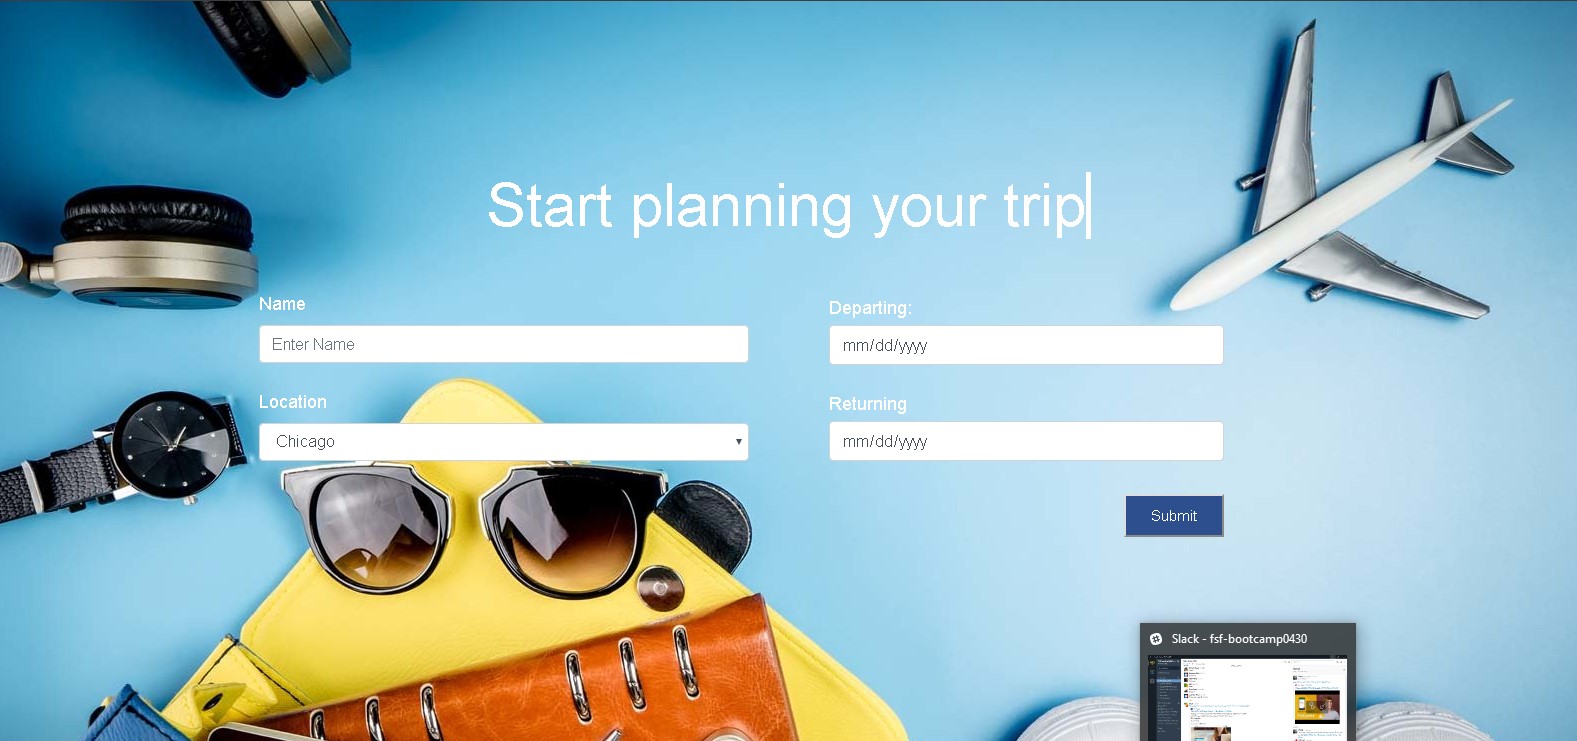 Start planning your trip
Name
Enter Name
Location
Chicago
Departing:
mm/dd/yyyy
Returning
mm/dd/yyyy
Submit
Slack - fsf-bootcamp0430